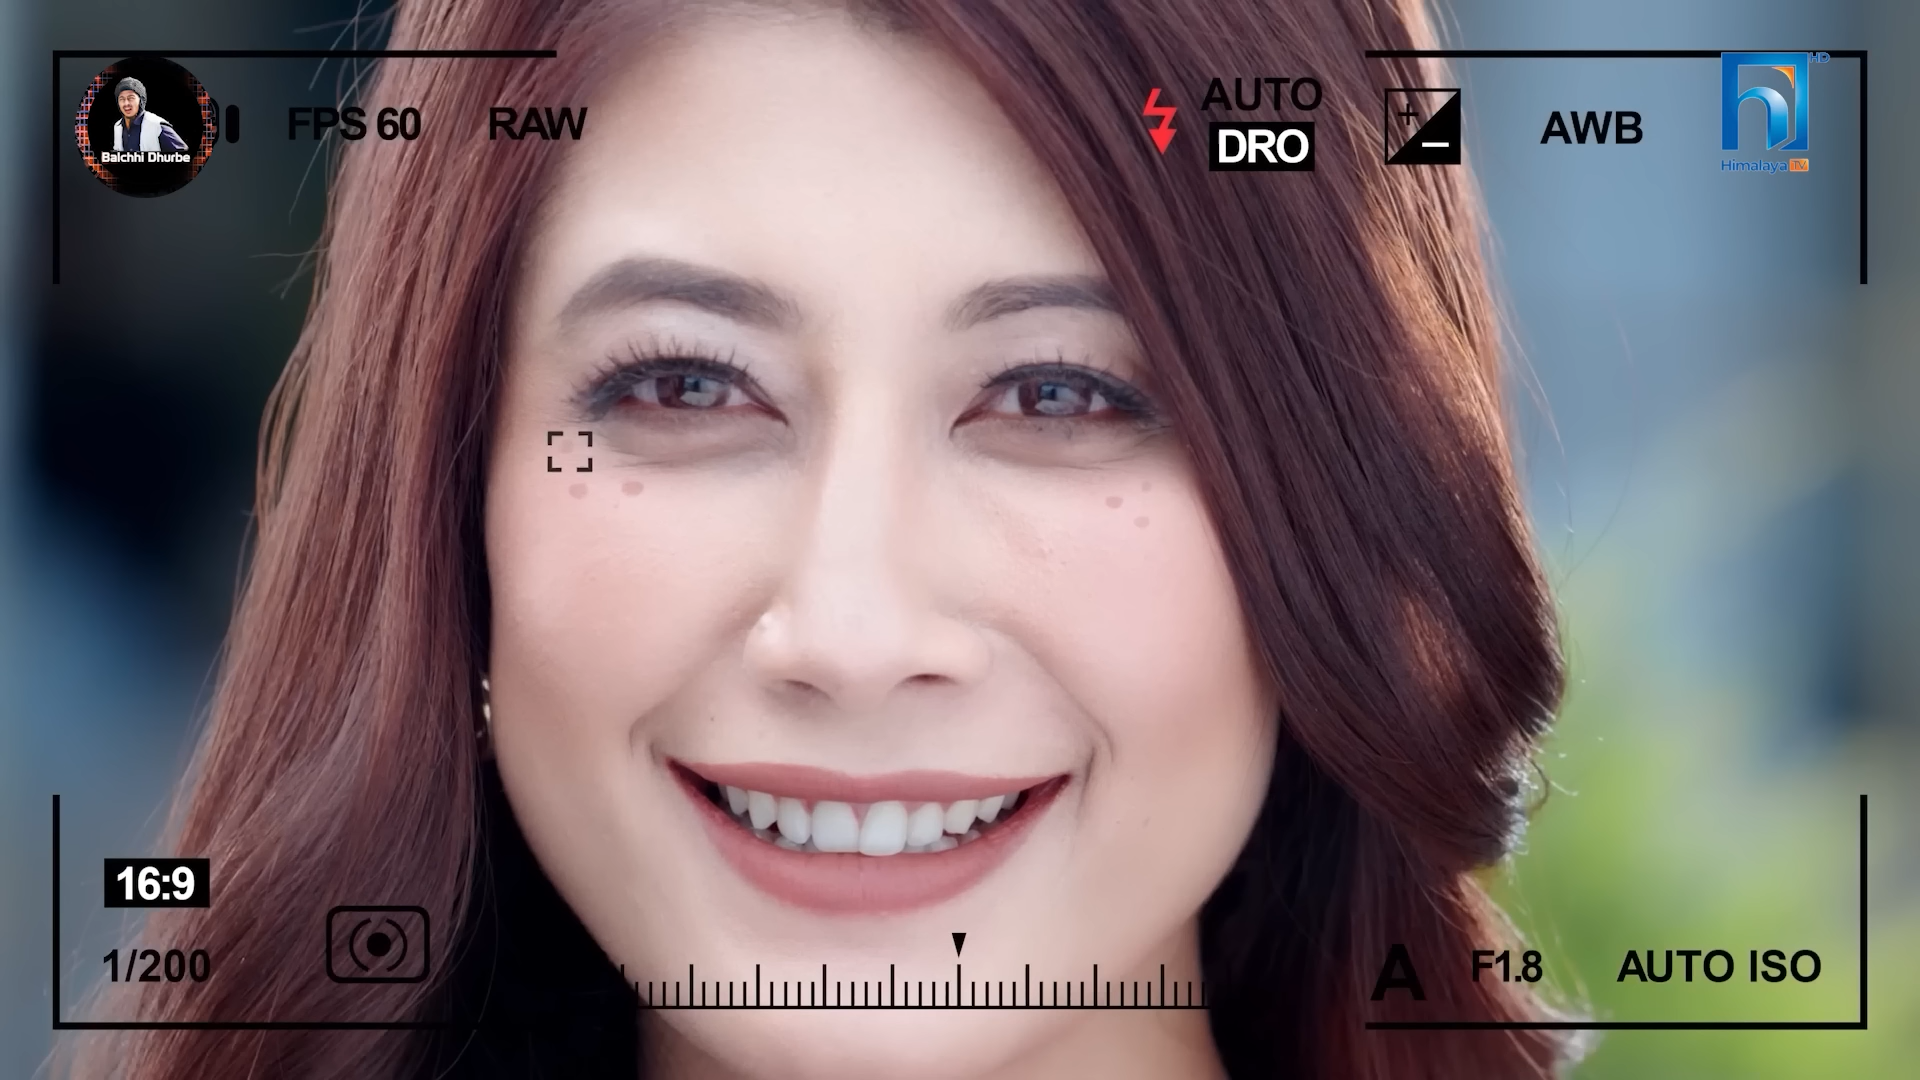 Balchhi Dhurbe
FPS 60
RAW
AUTO
DRO
AWB
HD
Himalaya TV
16:9
1/200
A
F1.8
AUTO ISO